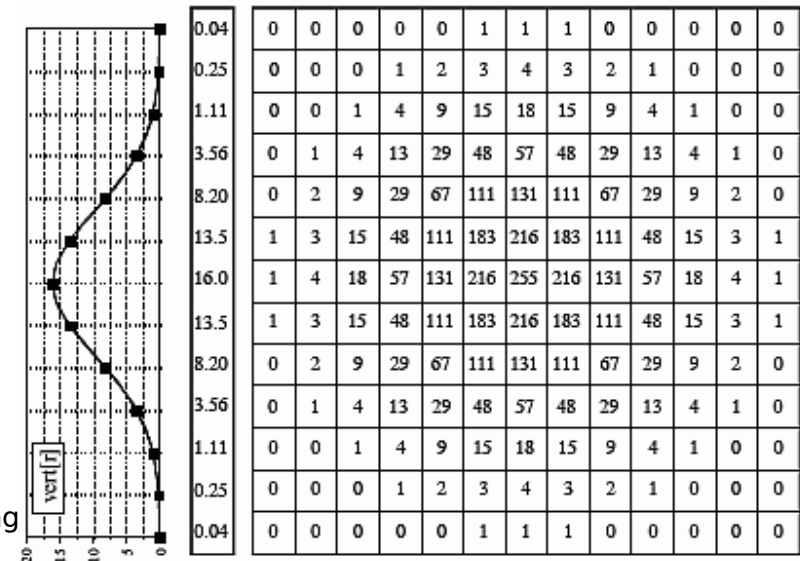 0.04 0 0 0 0 0 1 1 1 0 0 0 0 0
0.25 0 0 0 1 2 3 4 3 2 1 0 0 0
1.11 0 0 1 4 9 15 18 15 9 4 1 0 0
3.56 0 1 4 13 29 48 57 48 29 13 4 1 0
8.20 0 2 9 29 67 111 131 111 67 29 9 2 0
13.5 1 3 15 48 111 183 216 183 111 48 15 3 1
16.0 1 4 18 57 131 216 255 216 131 57 18 4 1
13.5 1 3 15 48 111 183 216 183 111 48 15 3 1
8.20 0 2 9 29 67 111 131 111 67 29 9 2 0
3.56 0 1 4 13 29 48 57 48 29 13 4 1 0
1.11 0 0 1 4 9 15 18 15 9 4 1 0 0
0.25 0 0 0 1 2 3 4 3 2 1 0 0 0
0.04 0 0 0 0 0 1 1 1 0 0 0 0 0
vert[r]
20 15 10 5 0